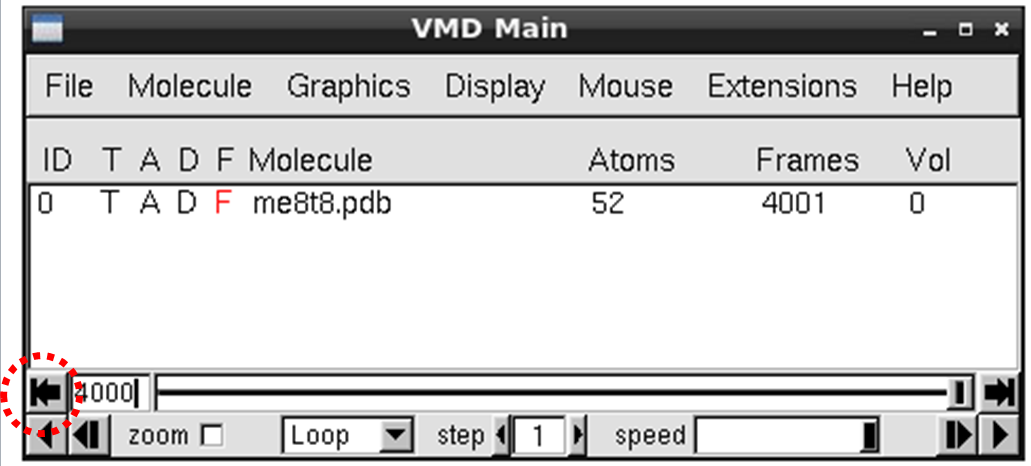 VMD Main
File Molecule Graphics Display Mouse Extensions Help
ID T A D F Molecule Atoms Frames Vol
0 T A D F me8t8.pdb 52 4001 0
4000
zoom Loop step 1 speed